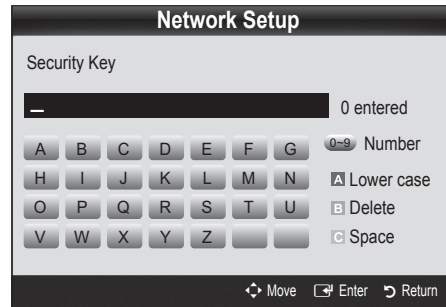 Network Setup
Security Key
_ 0 entered
A B C D E F G 0~9 Number
H I J K L M N A Lower case
O P Q R S T U B Delete
V W X Y Z C Space
Move Enter Return